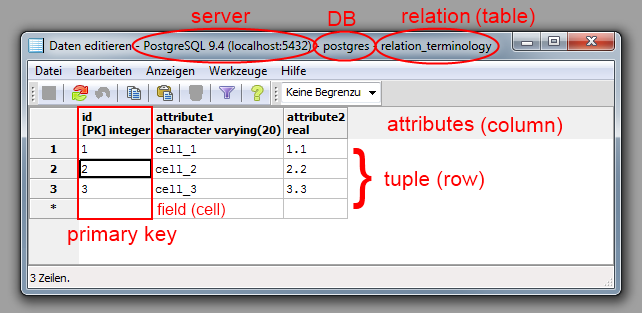 server DB relation (table)
Daten editieren - PostgreSQL 9.4 (localhost:5432) - postgres - relation_terminology
Datei Bearbeiten Anzeigen Werkzeuge Hilfe
Keine Begrenzu
id attribute1 attribute2
[PK] integer character varying(20) real
attributes (column)
1 1 cell_1 1.1
2 2 cell_2 2.2
3 3 cell_3 3.3
tuple (row)
* field (cell)
primary key
3 Zeilen.